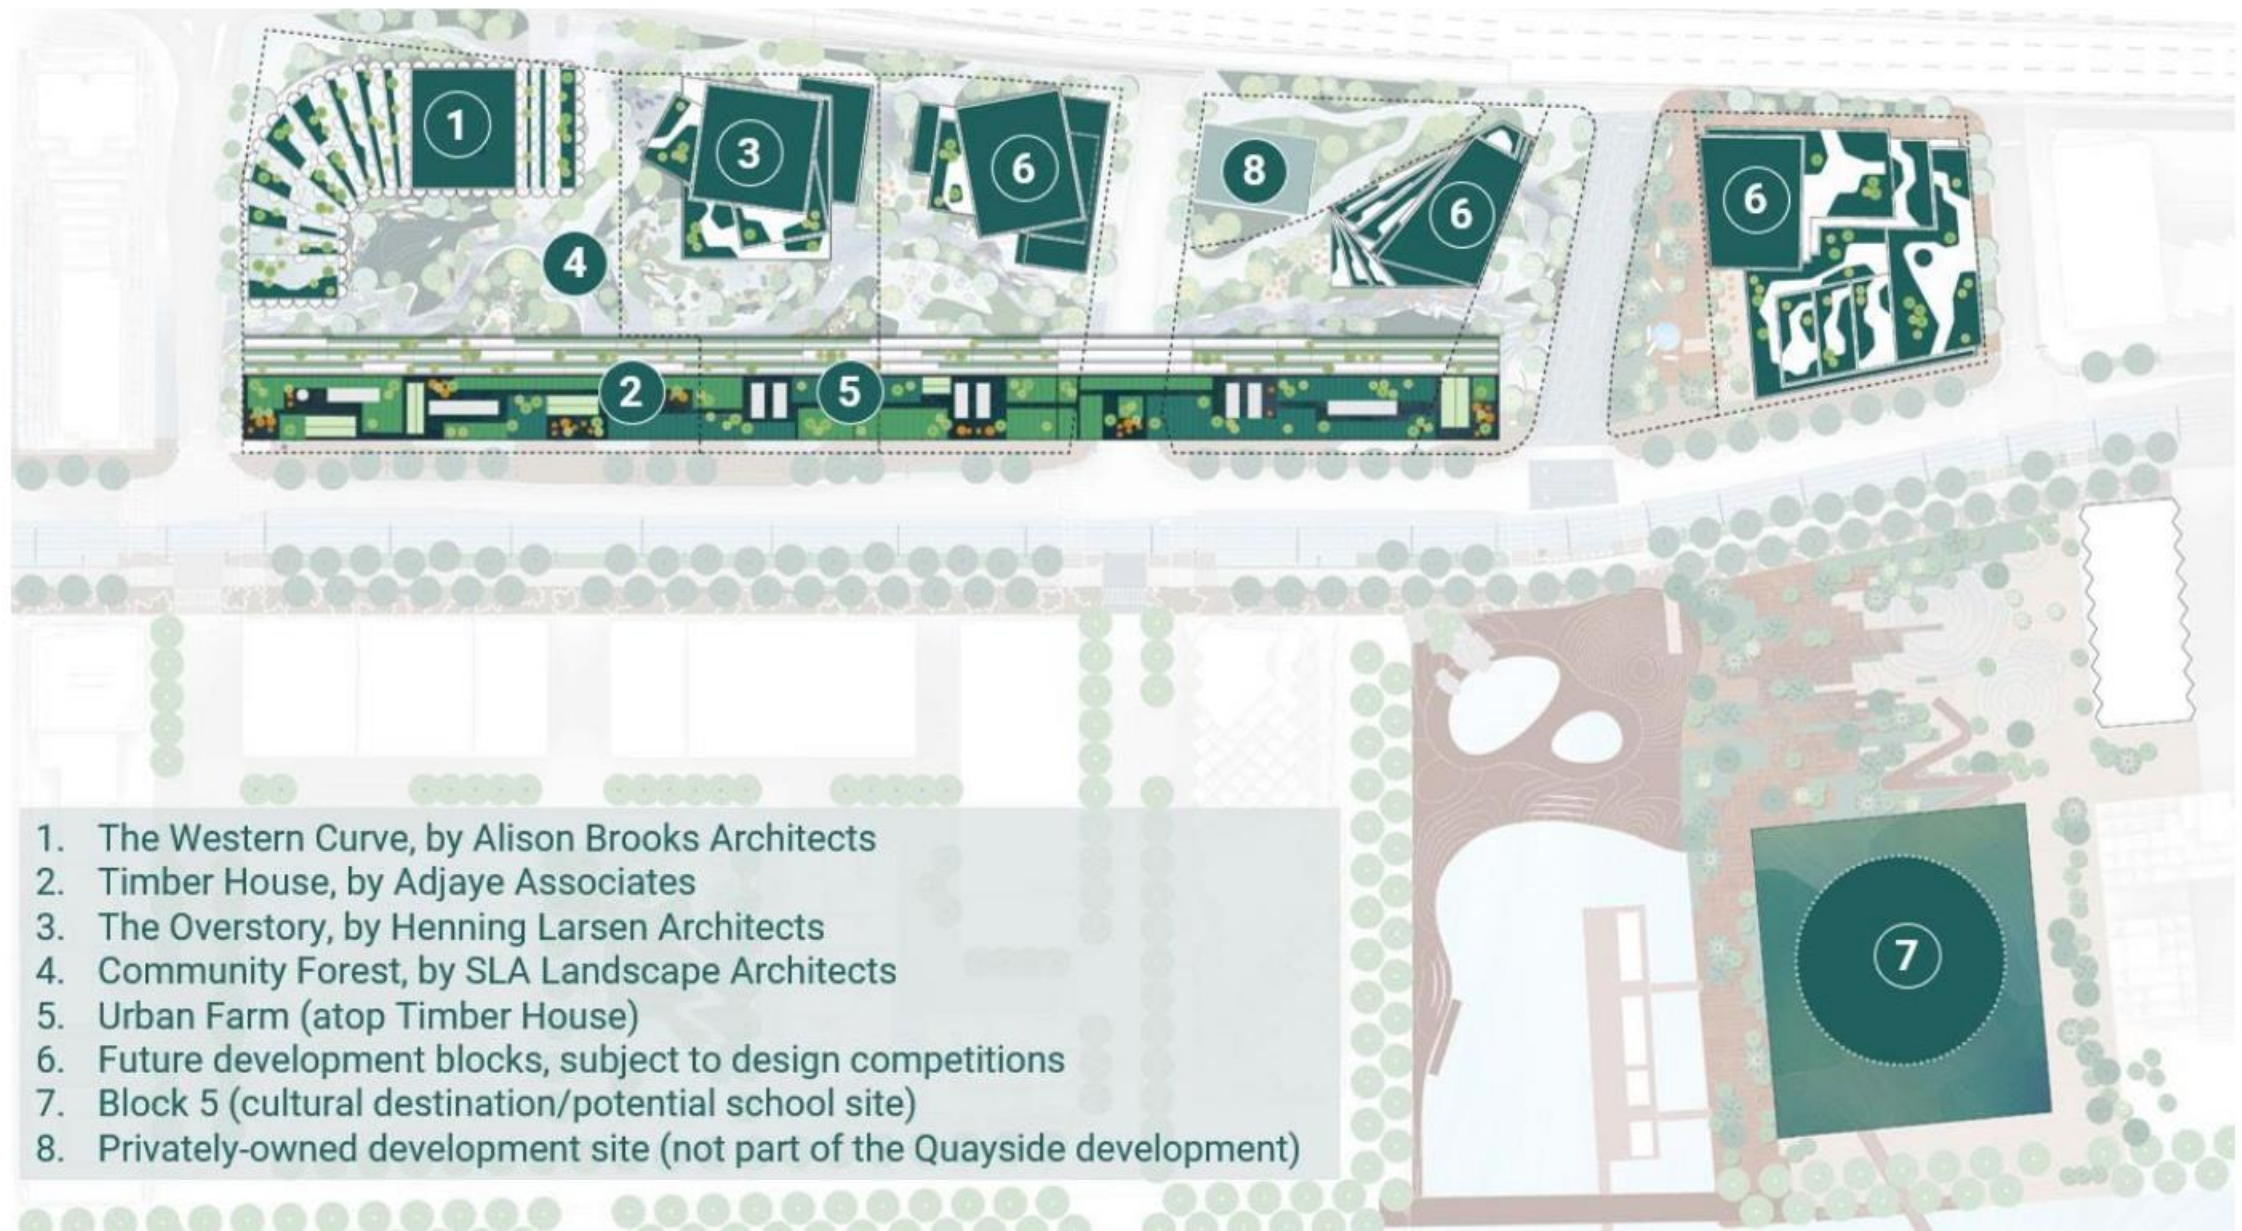 1
3
6
8
6
6
4
2
5
7
1. The Western Curve, by Alison Brooks Architects
2. Timber House, by Adjaye Associates
3. The Overstory, by Henning Larsen Architects
4. Community Forest, by SLA Landscape Architects
5. Urban Farm (atop Timber House)
6. Future development blocks, subject to design competitions
7. Block 5 (cultural destination/potential school site)
8. Privately-owned development site (not part of the Quayside development)